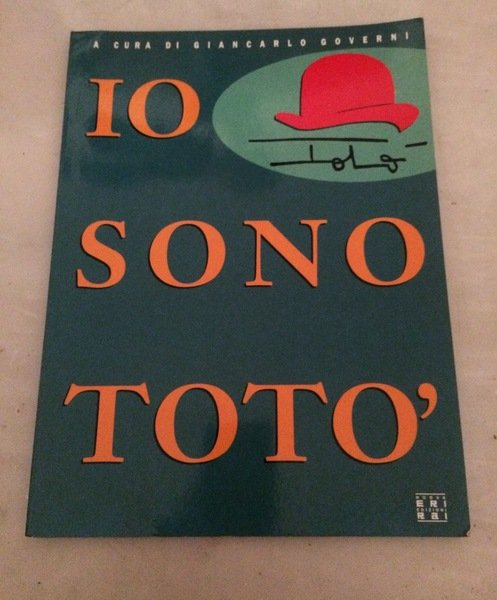 A CURA DI GIANCARLO GOVERNI
IO
Totò
SONO
TOTO'
NUOVA
ERI
EDIZIONI
RAI